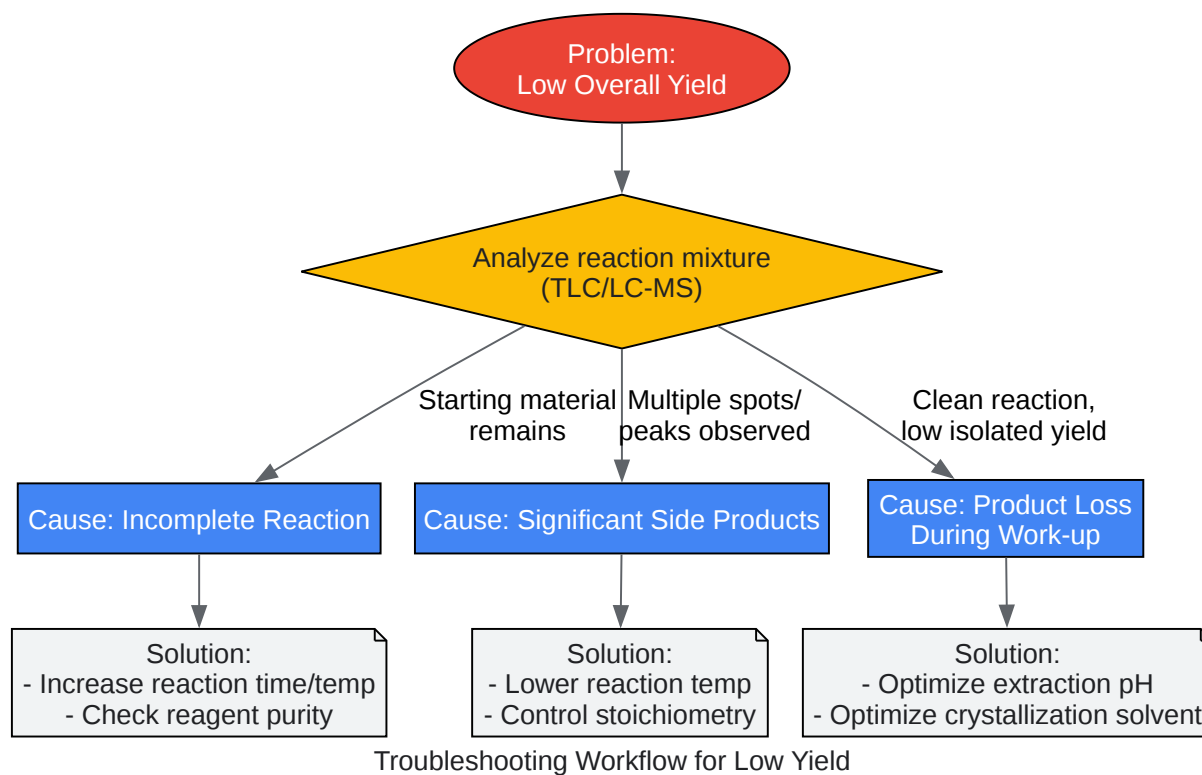 Problem:
Low Overall Yield
Analyze reaction mixture
(TLC/LC-MS)
Starting material
remains
Multiple spots/
peaks observed
Clean reaction,
low isolated yield
Cause: Incomplete Reaction
Cause: Significant Side Products
Cause: Product Loss
During Work-up
Solution:
- Increase reaction time/temp
- Check reagent purity
Solution:
- Lower reaction temp
- Control stoichiometry
Solution:
- Optimize extraction pH
- Optimize crystallization solvent
Troubleshooting Workflow for Low Yield